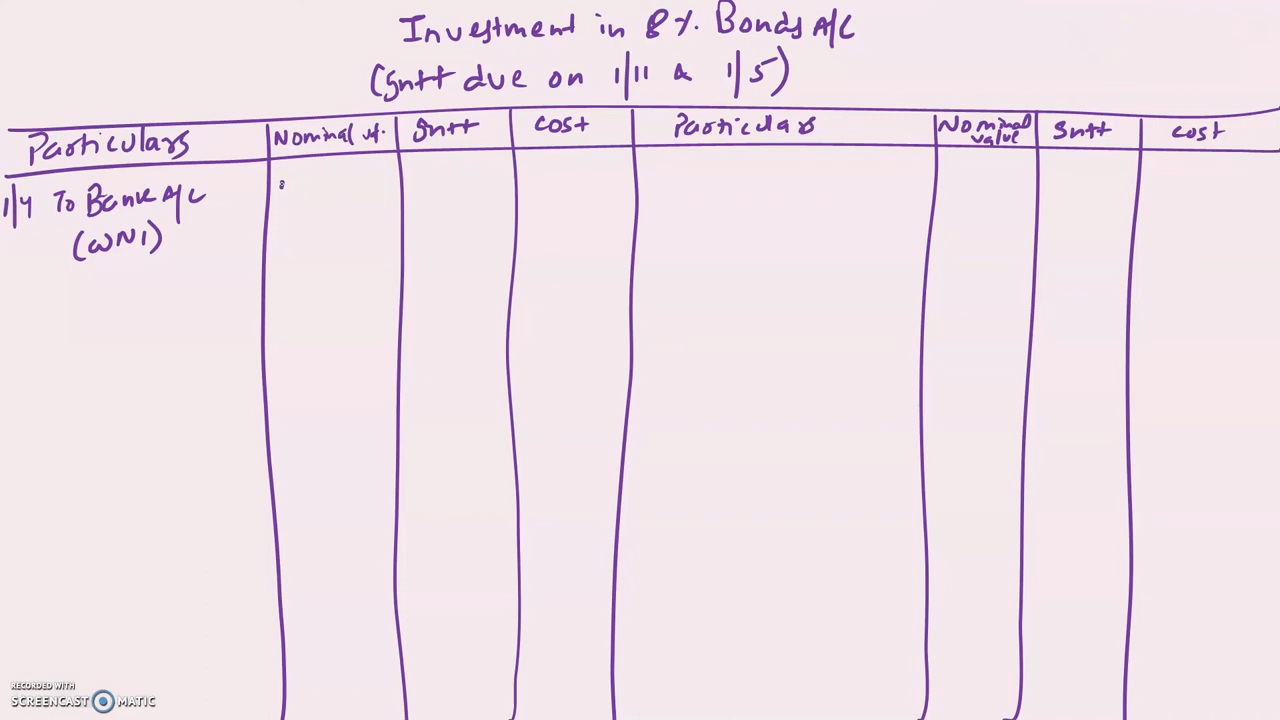 Investment in 8%. Bonds A/C
(Intt due on 1/11 & 1/5)
Particulars Nominal vl. Intt Cost Particulars Nominal value Intt Cost
1/4 To Bank A/C
(WN1)
RECORDED WITH
SCREENCAST MATIC